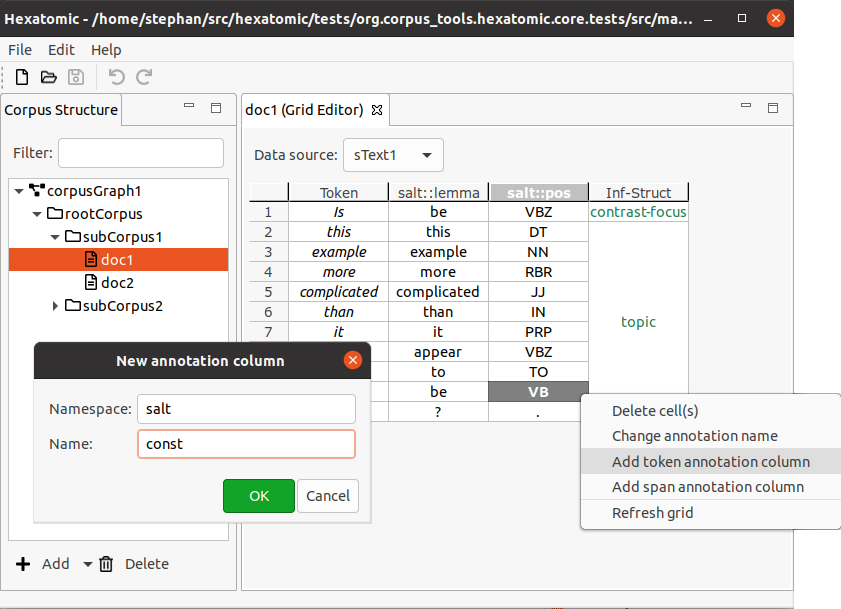 Hexatomic - /home/stephan/src/hexatomic/tests/org.corpus_tools.hexatomic.core.tests/src/ma...
File Edit Help
Corpus Structure
doc1 (Grid Editor)
Filter:
Data source: sText1
corpusGraph1
rootCorpus
subCorpus1
doc1
doc2
subCorpus2
Token salt::lemma salt::pos Inf-Struct
1 Is be VBZ contrast-focus
2 this this DT
3 example example NN
4 more more RBR
5 complicated complicated JJ
6 than than IN
topic
7 it it PRP
appear VBZ
to TO
be VB
? .
New annotation column
Namespace: salt
Name: const
OK Cancel
Delete cell(s)
Change annotation name
Add token annotation column
Add span annotation column
Refresh grid
Add Delete